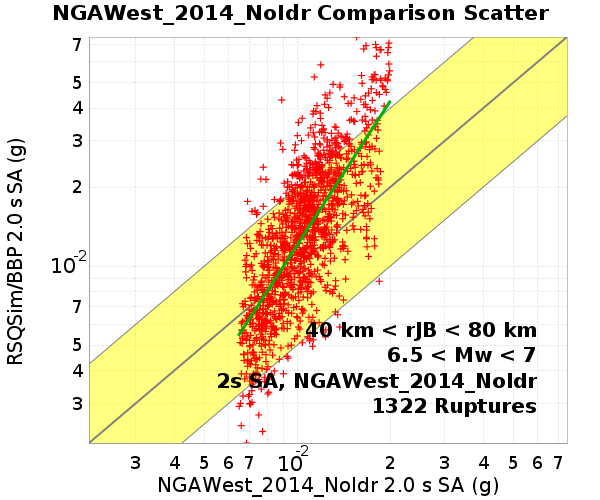 NGAWest_2014_NoIdr Comparison Scatter
7
5
4
3
2
10-2
7
5
4
3
RSQSim/BBP 2.0 s SA (g)
40 km < rJB < 80 km
6.5 < Mw < 7
2s SA, NGAWest_2014_NoIdr
1322 Ruptures
3 4 5 6 7 10-2 2 3 4 5 6 7
NGAWest_2014_NoIdr 2.0 s SA (g)